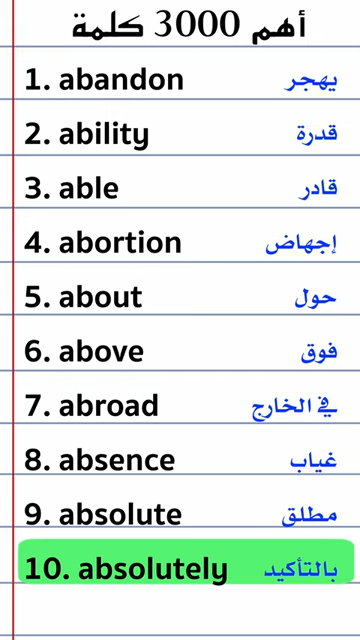 أهم 3000 كلمة
1. abandon يهجر
2. ability قدرة
3. able قادر
4. abortion إجهاض
5. about حول
6. above فوق
7. abroad في الخارج
8. absence غياب
9. absolute مطلق
10. absolutely بالتأكيد